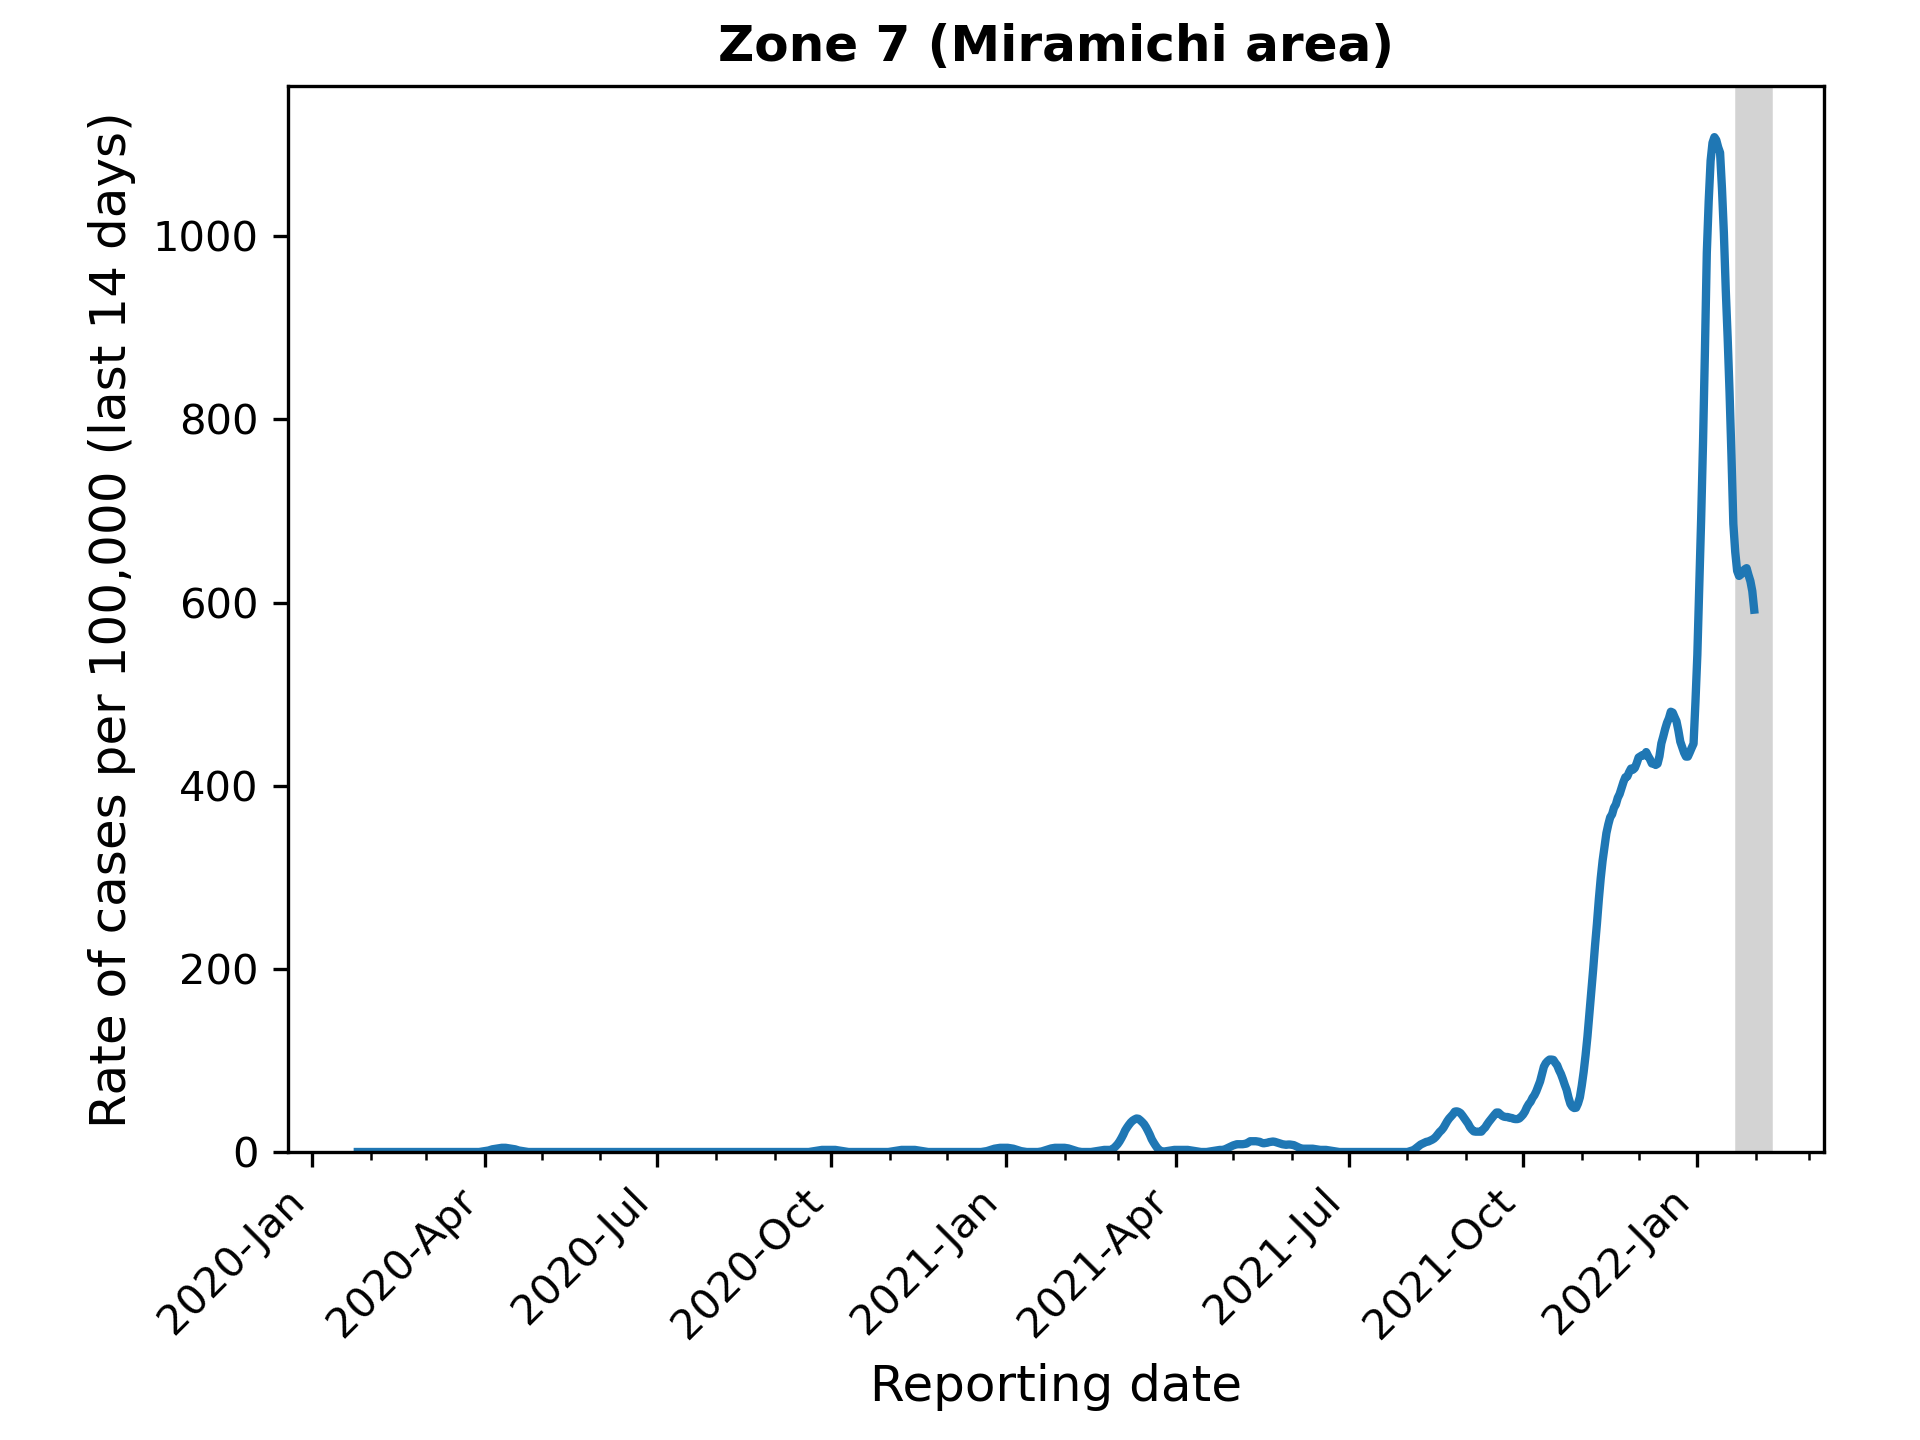 Zone 7 (Miramichi area)
Rate of cases per 100,000 (last 14 days)
1000
800
600
400
200
0
2020-Jan
2020-Apr
2020-Jul
2020-Oct
2021-Jan
2021-Apr
2021-Jul
2021-Oct
2022-Jan
Reporting date